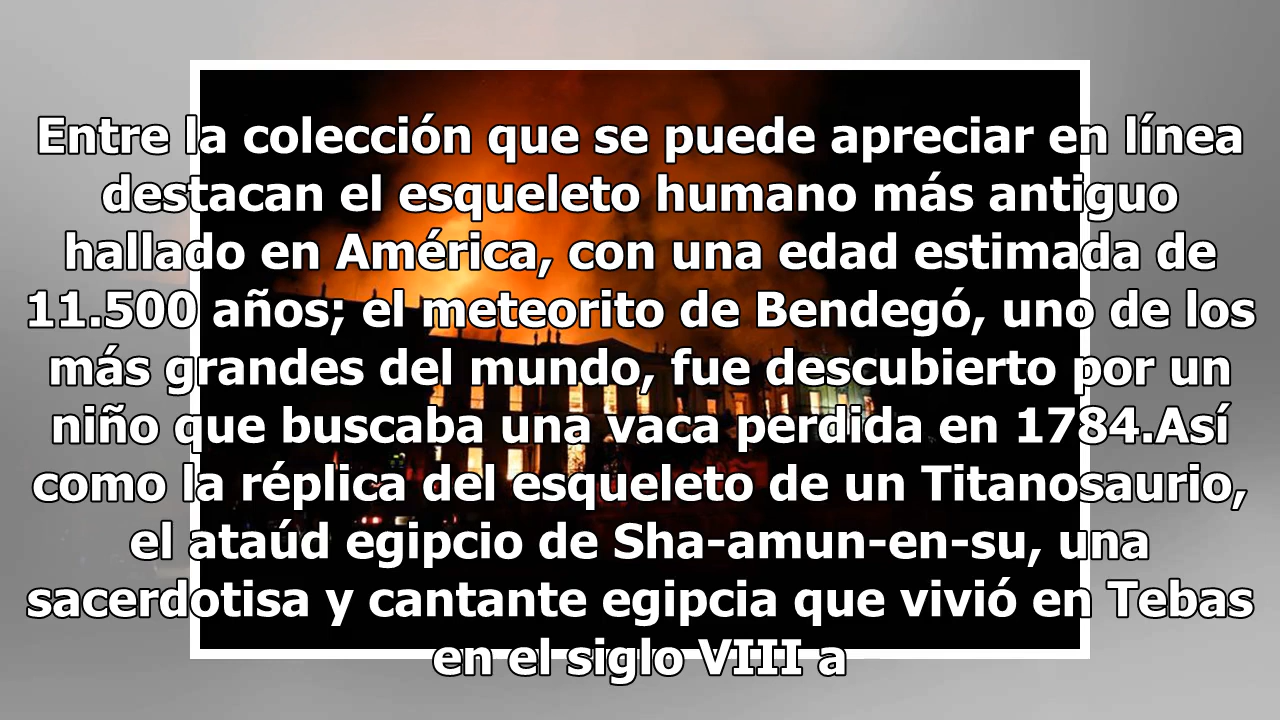 Entre la colección que se puede apreciar en línea
destacan el esqueleto humano más antiguo
hallado en América, con una edad estimada de
11.500 años; el meteorito de Bendegó, uno de los
más grandes del mundo, fue descubierto por un
niño que buscaba una vaca perdida en 1784.Así
como la réplica del esqueleto de un Titanosaurio,
el ataúd egipcio de Sha-amun-en-su, una
sacerdotisa y cantante egipcia que vivió en Tebas
en el siglo VIII a